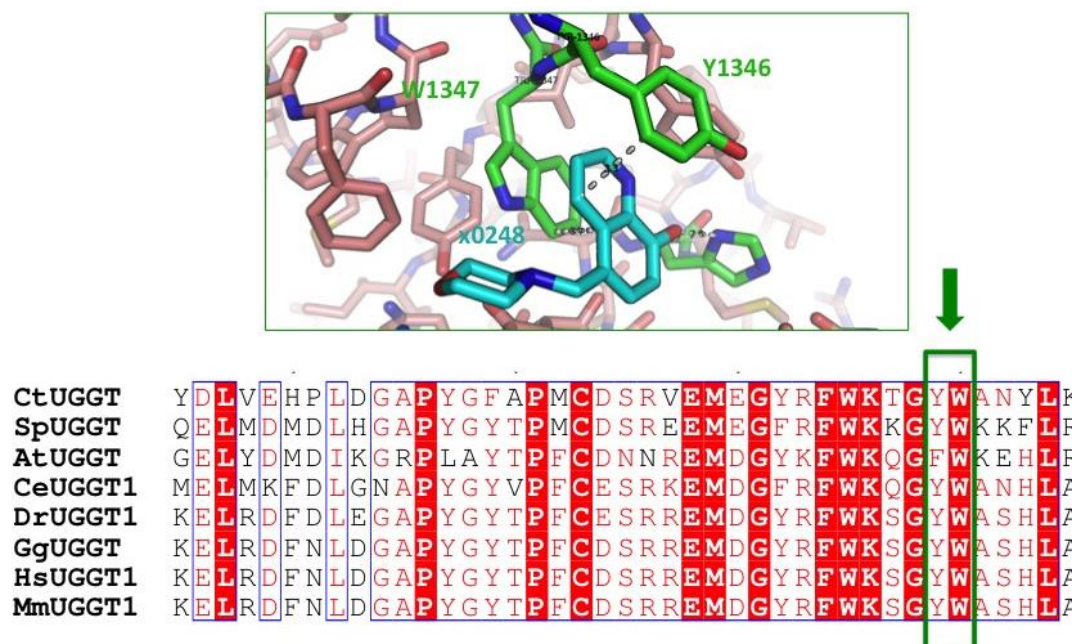 Y1346
W1347
x0248
CtUGGT YDLVEHPLDGAPYGFAPMCDSRVEMEGYRFWKTGYWANYLK
SpUGGT QELMDMDLHGAPYGYTPMCDSREEMEGFRFWKKGYWKKFLR
AtUGGT GELYDMDIKGRPLAYTPFCDNNREMDGYKFWKQGFWKEHLR
CeUGGT1 MELMKFDLGNAPYGYVPFCESRKEMDGFRFWKQGYWANHLA
DrUGGT1 KELRDFDLEGAPYGYTPFCESRREMDGYRFWKSGYWASHLA
GgUGGT KELRDFNLDGAPYGYTPFCDSRREMDGYRFWKSGYWASHLA
HsUGGT1 KELRDFNLDGAPYGYTPFCDSRREMDGYRFWKSGYWASHLA
MmUGGT1 KELRDFNLDGAPYGYTPFCDSRREMDGYRFWKSGYWASHLA